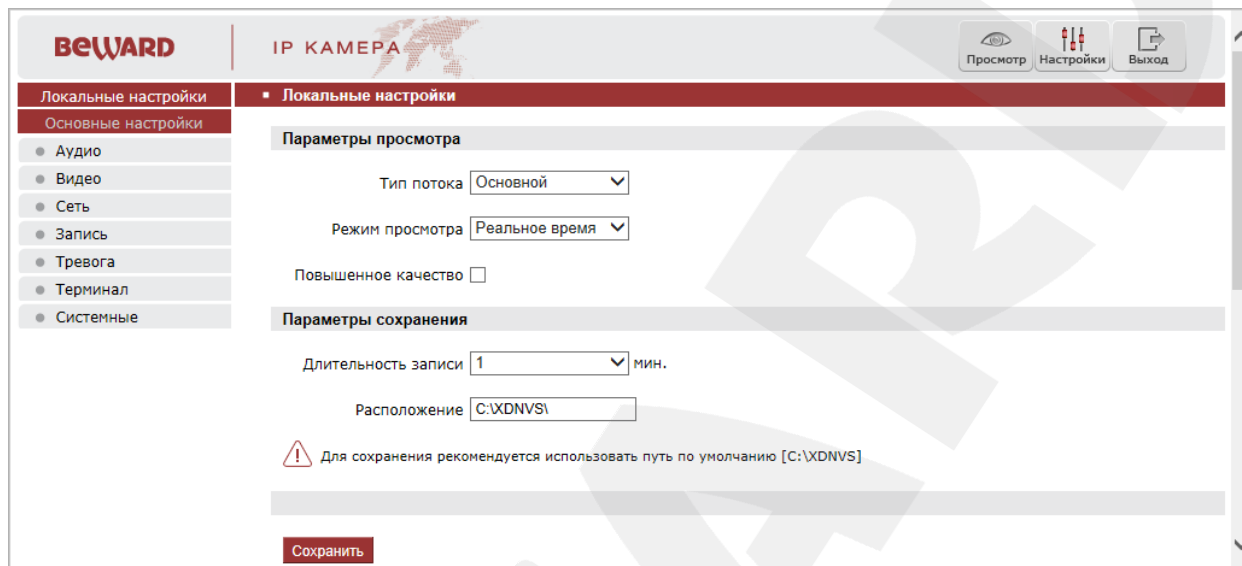 BEWARD
IP КАМЕРА
Просмотр
Настройки
Выход
Локальные настройки
Основные настройки
Аудио
Видео
Сеть
Запись
Тревога
Терминал
Системные
Локальные настройки
Параметры просмотра
Тип потока Основной
Режим просмотра Реальное время
Повышенное качество
Параметры сохранения
Длительность записи 1 мин.
Расположение C:\XDNVS\
Для сохранения рекомендуется использовать путь по умолчанию [C:\XDNVS]
Сохранить